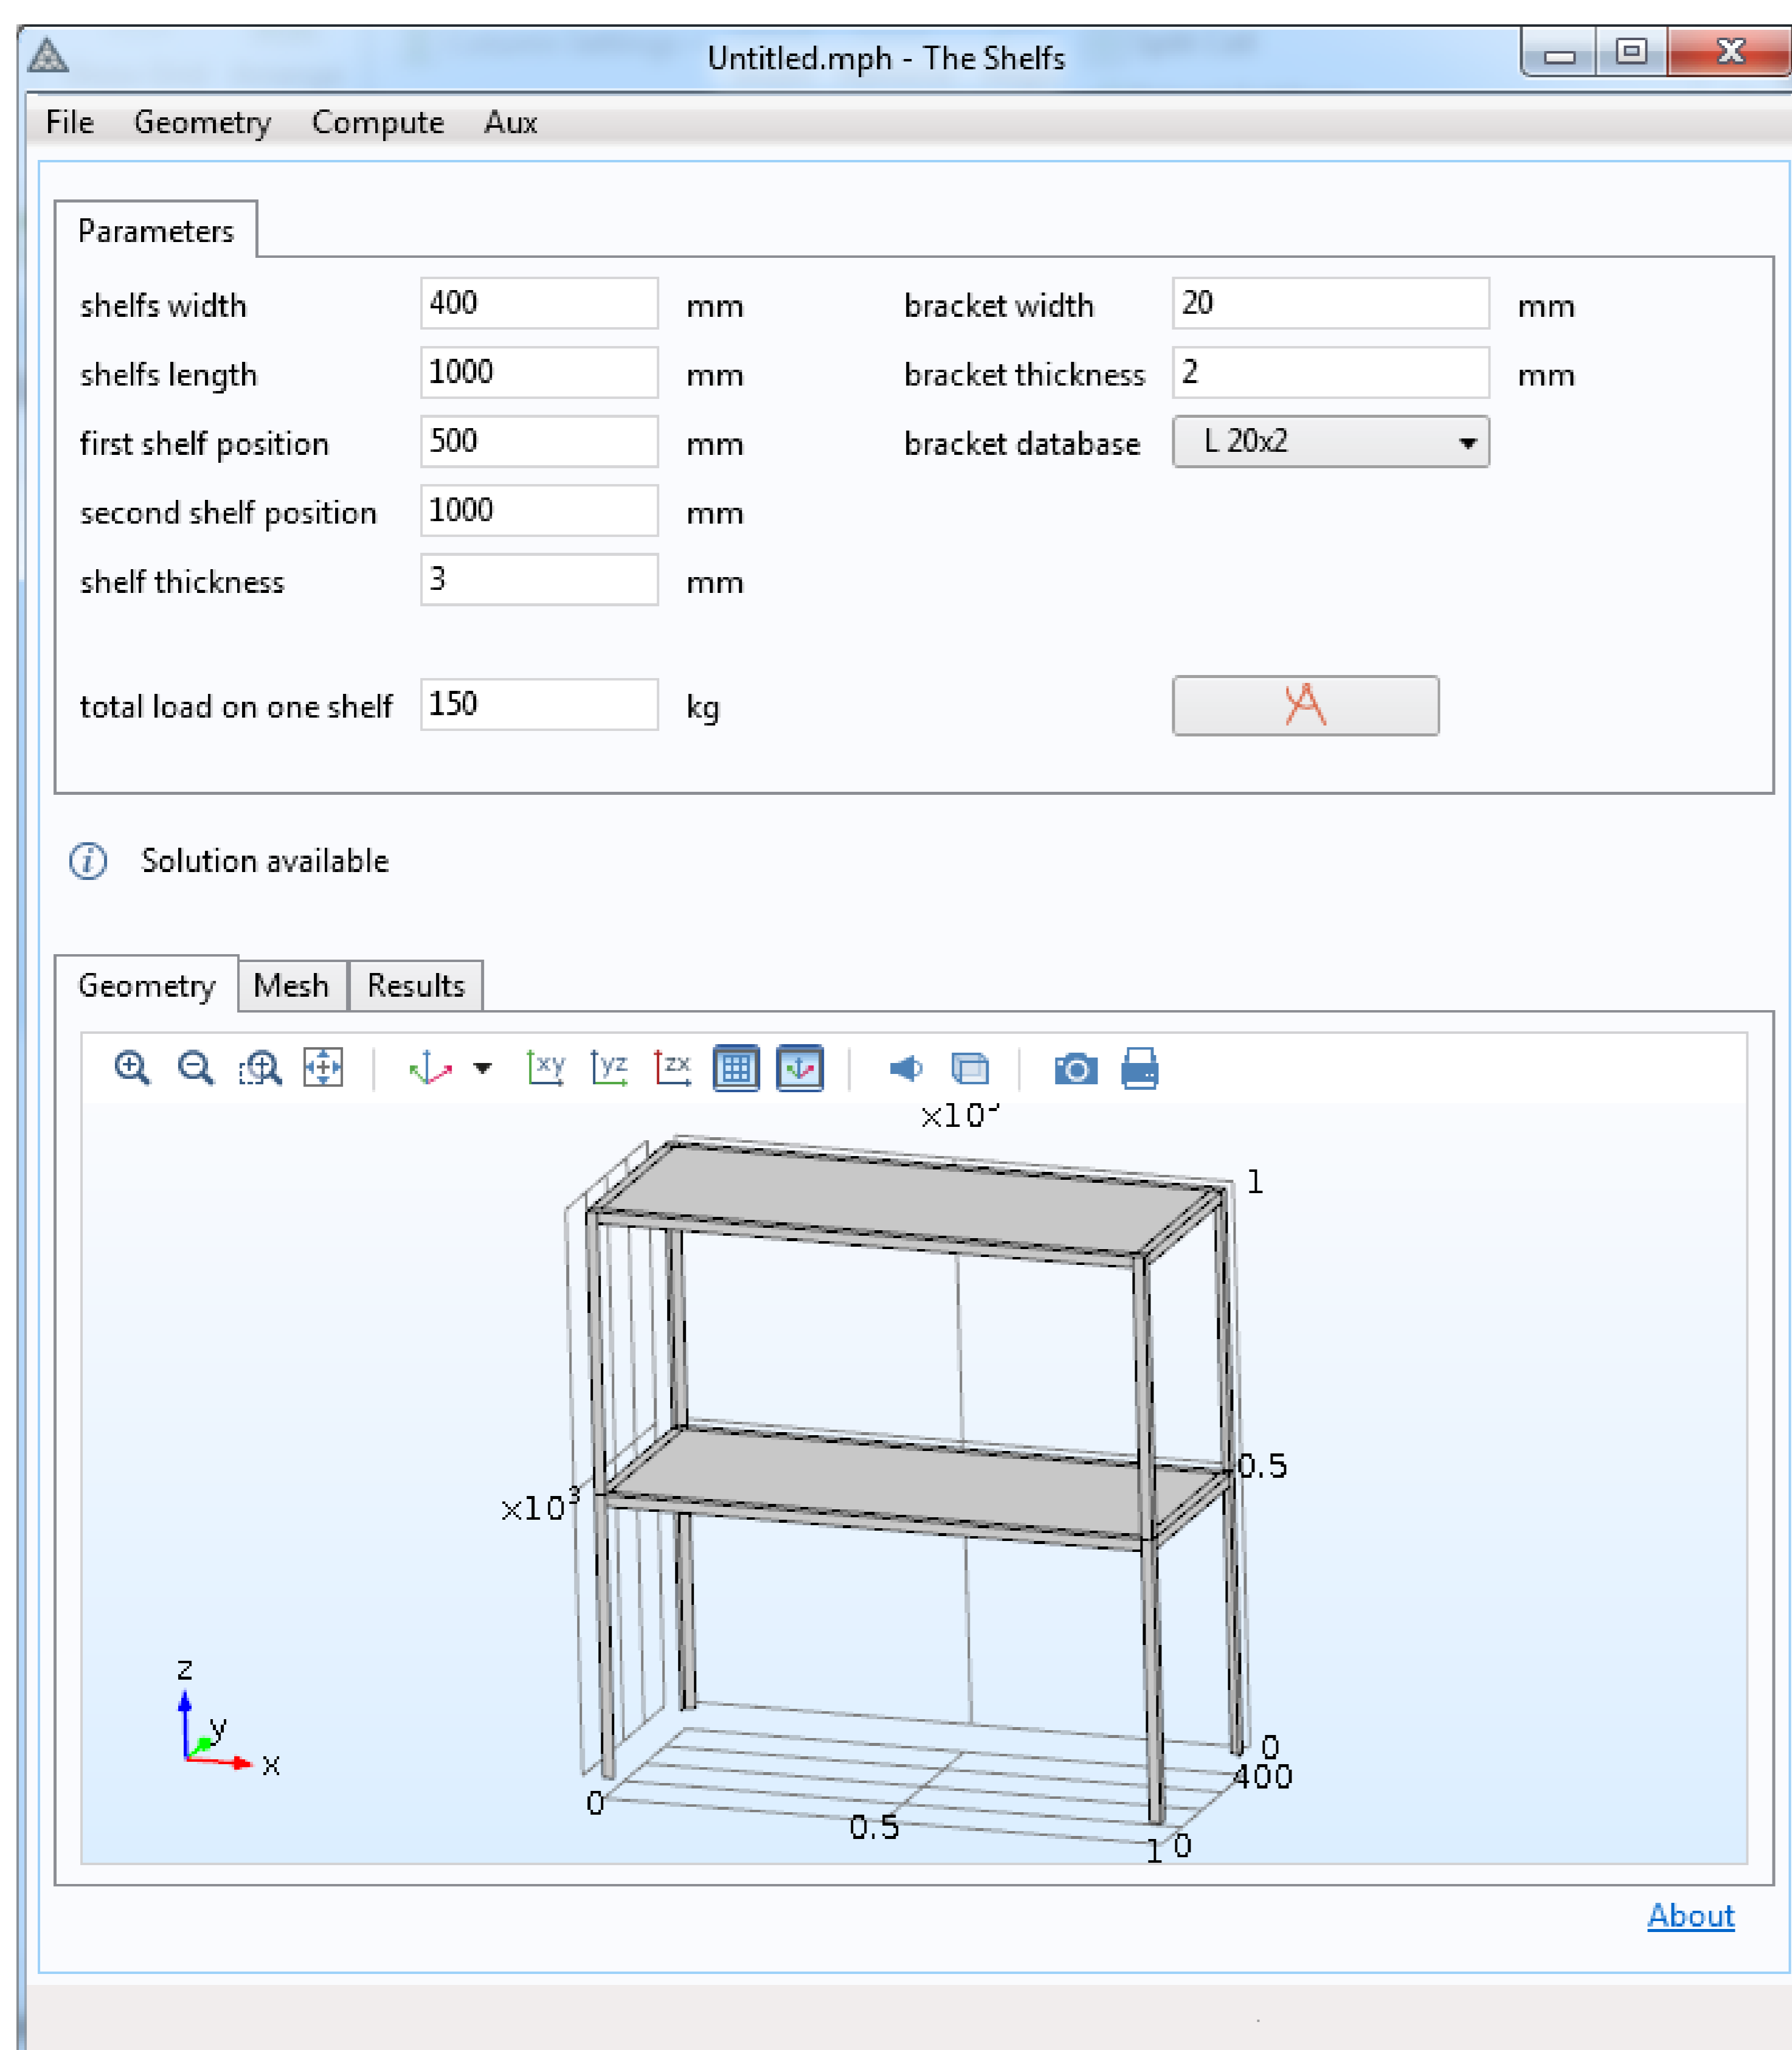 Untitled.mph - The Shelfs
File Geometry Compute Aux
Parameters
shelfs width 400 mm bracket width 20 mm
shelfs length 1000 mm bracket thickness 2 mm
first shelf position 500 mm bracket database L 20x2
second shelf position 1000 mm
shelf thickness 3 mm
total load on one shelf 150 kg
i Solution available
Geometry Mesh Results
xy yz zx
1
0.5
×10³
z
y
x
0
400
0
0.5
1 0
About